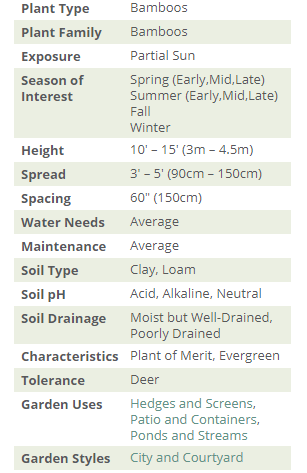 Plant Type Bamboos
Plant Family Bamboos
Exposure Partial Sun
Season of Interest Spring (Early,Mid,Late)
Summer (Early,Mid,Late)
Fall
Winter
Height 10' – 15' (3m – 4.5m)
Spread 3' – 5' (90cm – 150cm)
Spacing 60" (150cm)
Water Needs Average
Maintenance Average
Soil Type Clay, Loam
Soil pH Acid, Alkaline, Neutral
Soil Drainage Moist but Well-Drained,
Poorly Drained
Characteristics Plant of Merit, Evergreen
Tolerance Deer
Garden Uses Hedges and Screens,
Patio and Containers,
Ponds and Streams
Garden Styles City and Courtyard